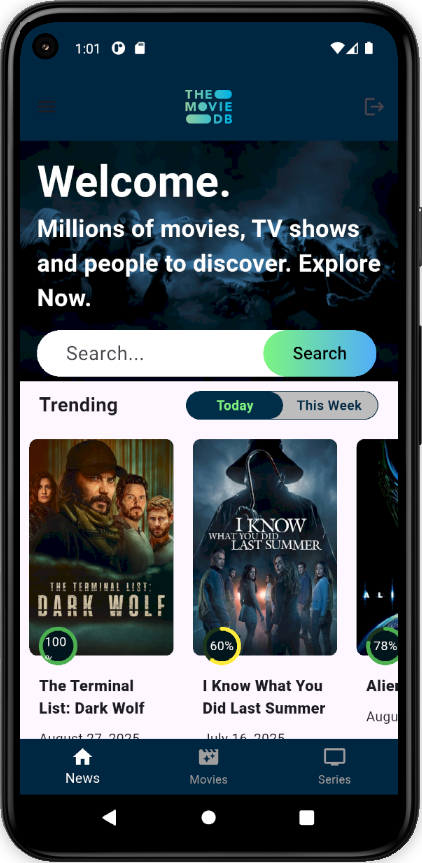 1:01
THE
MOVIE
DB
Welcome.
Millions of movies, TV shows
and people to discover. Explore
Now.
Search...
Search
Trending
Today
This Week
THE TERMINAL LIST:
DARK WOLF
I KNOW
WHAT YOU DID
LAST SUMMER
A L I
100
%
60%
78%
The Terminal
List: Dark Wolf
I Know What You
Did Last Summer
Alien
Augu
August 27, 2025
July 16, 2025
News
Movies
Series